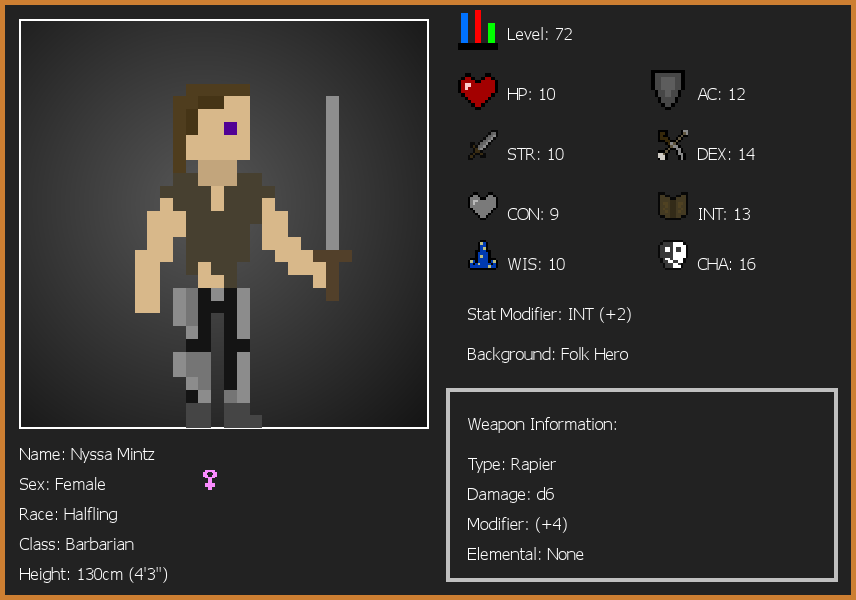 Level: 72
HP: 10
AC: 12
STR: 10
DEX: 14
CON: 9
INT: 13
WIS: 10
CHA: 16
Stat Modifier: INT (+2)
Background: Folk Hero
Weapon Information:
Type: Rapier
Damage: d6
Modifier: (+4)
Elemental: None
Name: Nyssa Mintz
Sex: Female
Race: Halfling
Class: Barbarian
Height: 130cm (4'3")